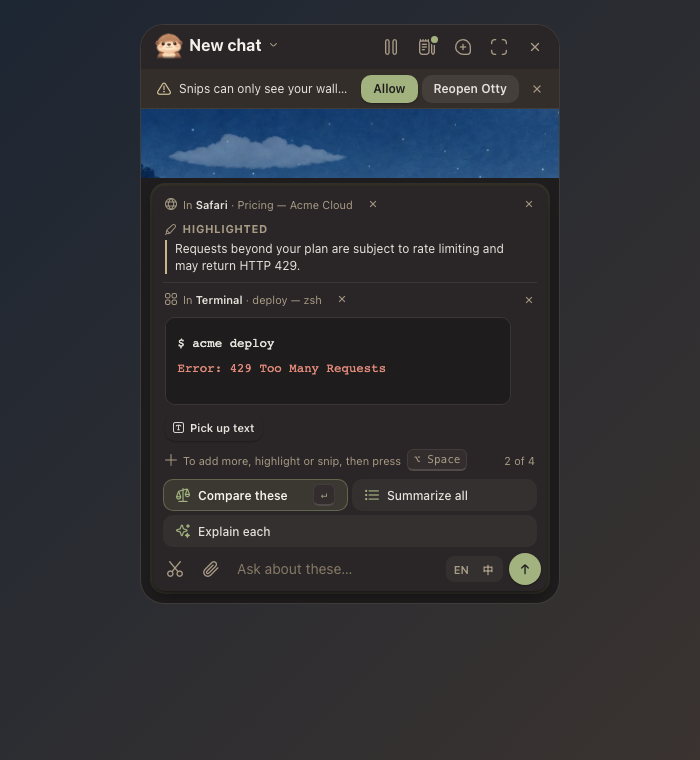 New chat
Snips can only see your wall...
Allow
Reopen Otty
In Safari · Pricing — Acme Cloud
HIGHLIGHTED
Requests beyond your plan are subject to rate limiting and
may return HTTP 429.
In Terminal · deploy — zsh
$ acme deploy
Error: 429 Too Many Requests
Pick up text
To add more, highlight or snip, then press ⌥ Space
2 of 4
Compare these ↵
Summarize all
Explain each
Ask about these...
EN 中